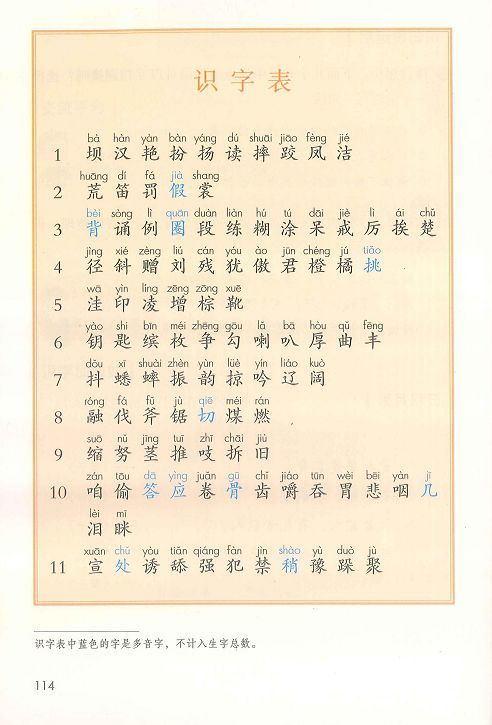 识字表
bà hàn yàn bàn yáng dú shuāi jiāo fèng jié
1 坝 汉 艳 扮 扬 读 摔 跤 凤 洁
huāng dí fá jià shang
2 荒 笛 罚 假 裳
bèi sòng lì quān duàn liàn hú tú dāi jiè lì ái chǔ
3 背 诵 例 圈 段 练 糊 涂 呆 戒 厉 挨 楚
jìng xié zèng liú cán yóu ào jūn chéng jú tiāo
4 径 斜 赠 刘 残 犹 傲 君 橙 橘 挑
wā yìn líng zēng zōng xuē
5 洼 印 凌 增 棕 靴
yào shi bīn méi zhēng gōu lǎ bā hòu qǔ fēng
6 钥 匙 缤 枚 争 勾 喇 叭 厚 曲 丰
dǒu xī shuài zhèn yùn lüè yín liáo kuò
7 抖 蟋 蟀 振 韵 掠 吟 辽 阔
róng fá fǔ jù qiē méi rán
8 融 伐 斧 锯 切 煤 燃
suō nǔ jīng tuī zhī chāi jiù
9 缩 努 茎 推 吱 拆 旧
zán tōu dā yìng juǎn gū chǐ jiáo tūn wèi bēi yàn jī
10 咱 偷 答 应 卷 骨 齿 嚼 吞 胃 悲 咽 几
lèi mī
泪 眯
xuān chǔ yòu tiǎn qiáng fàn jìn shào yù duò jù
11 宣 处 诱 舔 强 犯 禁 稍 豫 跺 聚
识字表中蓝色的字是多音字，不计入生字总数。
114